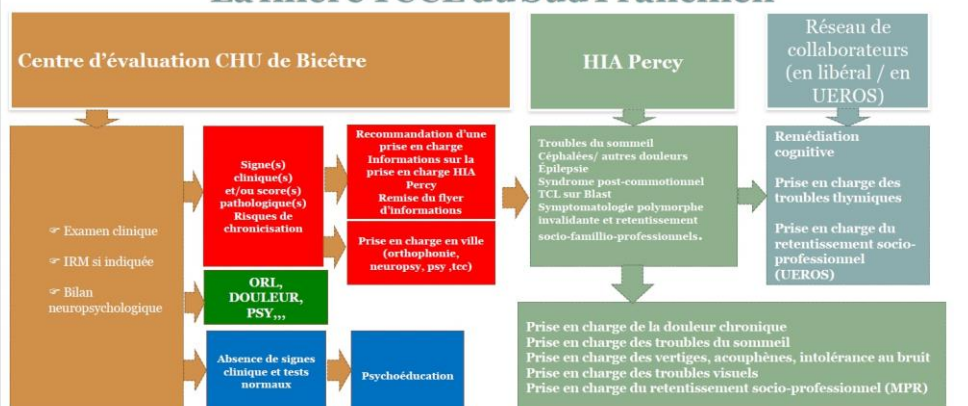 La filière TCCL du Sud Francilien
Centre d'évaluation CHU de Bicêtre
HIA Percy
Réseau de
collaborateurs
(en libéral / en
UEROS)
☞ Examen clinique
☞ IRM si indiquée
☞ Bilan
neuropsychologique
Signe(s)
clinique(s)
et/ou score(s)
pathologique(s)
Risques de
chronicisation
Recommandation d'une
prise en charge
Informations sur la
prise en charge HIA
Percy
Remise du flyer
d'informations
Prise en charge en ville
(orthophonie,
neuropsy, psy ,tcc)
ORL,
DOULEUR,
PSY,,,
Absence de signes
clinique et tests
normaux
Psychoéducation
Troubles du sommeil
Céphalées/ autres douleurs
Épilepsie
Syndrome post-commotionnel
TCL sur Blast
Symptomatologie polymorphe
invalidante et retentissement
socio-famillio-professionnels.
Remédiation
cognitive
Prise en charge des
troubles thymiques
Prise en charge du
retentissement socio-
professionnel
(UEROS)
Prise en charge de la douleur chronique
Prise en charge des troubles du sommeil
Prise en charge des vertiges, acouphènes, intolérance au bruit
Prise en charge des troubles visuels
Prise en charge du retentissement socio-professionnel (MPR)